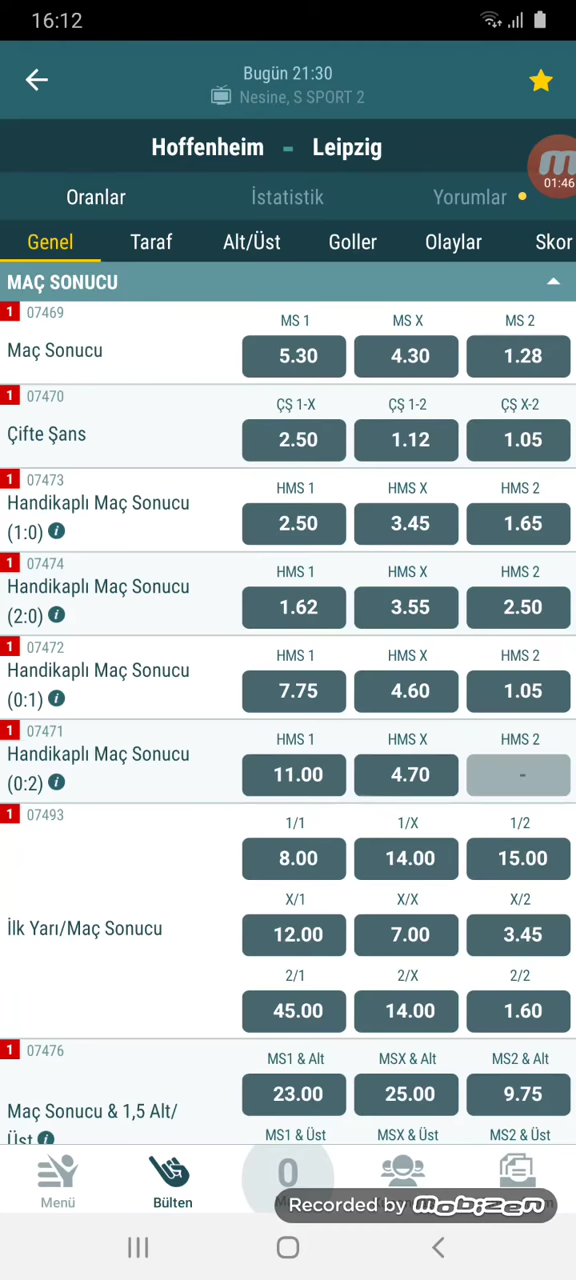 16:12
Bugün 21:30
Nesine, S SPORT 2
Hoffenheim - Leipzig
01:46
Oranlar İstatistik Yorumlar
Genel Taraf Alt/Üst Goller Olaylar Skor
MAÇ SONUCU
1 07469
MS 1 MS X MS 2
Maç Sonucu
5.30 4.30 1.28
1 07470
ÇŞ 1-X ÇŞ 1-2 ÇŞ X-2
Çifte Şans
2.50 1.12 1.05
1 07473
HMS 1 HMS X HMS 2
Handikaplı Maç Sonucu
(1:0) i
2.50 3.45 1.65
1 07474
HMS 1 HMS X HMS 2
Handikaplı Maç Sonucu
(2:0) i
1.62 3.55 2.50
1 07472
HMS 1 HMS X HMS 2
Handikaplı Maç Sonucu
(0:1) i
7.75 4.60 1.05
1 07471
HMS 1 HMS X HMS 2
Handikaplı Maç Sonucu
(0:2) i
11.00 4.70 -
1 07493
1/1 1/X 1/2
8.00 14.00 15.00
X/1 X/X X/2
İlk Yarı/Maç Sonucu
12.00 7.00 3.45
2/1 2/X 2/2
45.00 14.00 1.60
1 07476
MS1 & Alt MSX & Alt MS2 & Alt
23.00 25.00 9.75
Maç Sonucu & 1,5 Alt/
Üst i
MS1 & Üst MSX & Üst MS2 & Üst
0
Menü Bülten
Recorded by mobizen